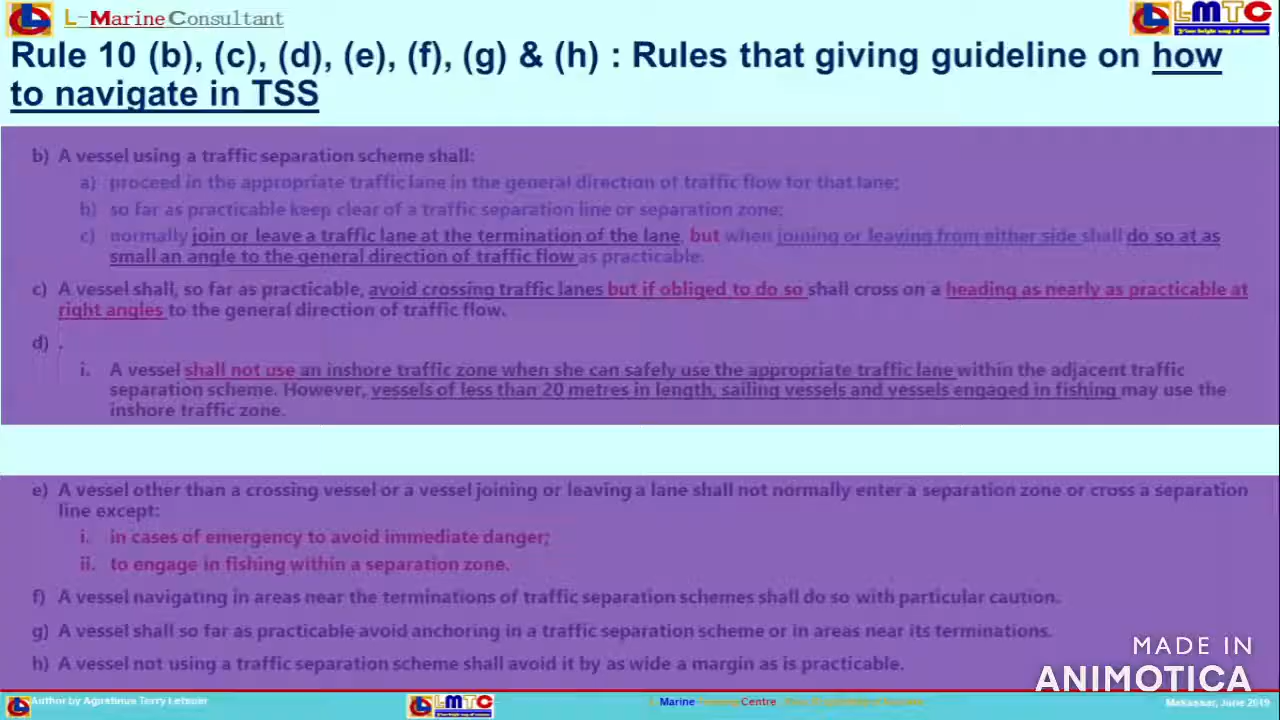 L-Marine Consultant
LMTC
Rule 10 (b), (c), (d), (e), (f), (g) & (h) : Rules that giving guideline on how
to navigate in TSS
b) A vessel using a traffic separation scheme shall:
a) proceed in the appropriate traffic lane in the general direction of traffic flow for that lane;
b) so far as practicable keep clear of a traffic separation line or separation zone;
c) normally join or leave a traffic lane at the termination of the lane, but when joining or leaving from either side shall do so at as
small an angle to the general direction of traffic flow as practicable.
c) A vessel shall, so far as practicable, avoid crossing traffic lanes but if obliged to do so shall cross on a heading as nearly as practicable at
right angles to the general direction of traffic flow.
d) .
i. A vessel shall not use an inshore traffic zone when she can safely use the appropriate traffic lane within the adjacent traffic
separation scheme. However, vessels of less than 20 metres in length, sailing vessels and vessels engaged in fishing may use the
inshore traffic zone.
e) A vessel other than a crossing vessel or a vessel joining or leaving a lane shall not normally enter a separation zone or cross a separation
line except:
i. in cases of emergency to avoid immediate danger;
ii. to engage in fishing within a separation zone.
f) A vessel navigating in areas near the terminations of traffic separation schemes shall do so with particular caution.
g) A vessel shall so far as practicable avoid anchoring in a traffic separation scheme or in areas near its terminations.
h) A vessel not using a traffic separation scheme shall avoid it by as wide a margin as is practicable.
MADE IN
ANIMOTICA
Author by Agustinus Terry
LMTC
L-Marine Centre
Makassar, June 2019